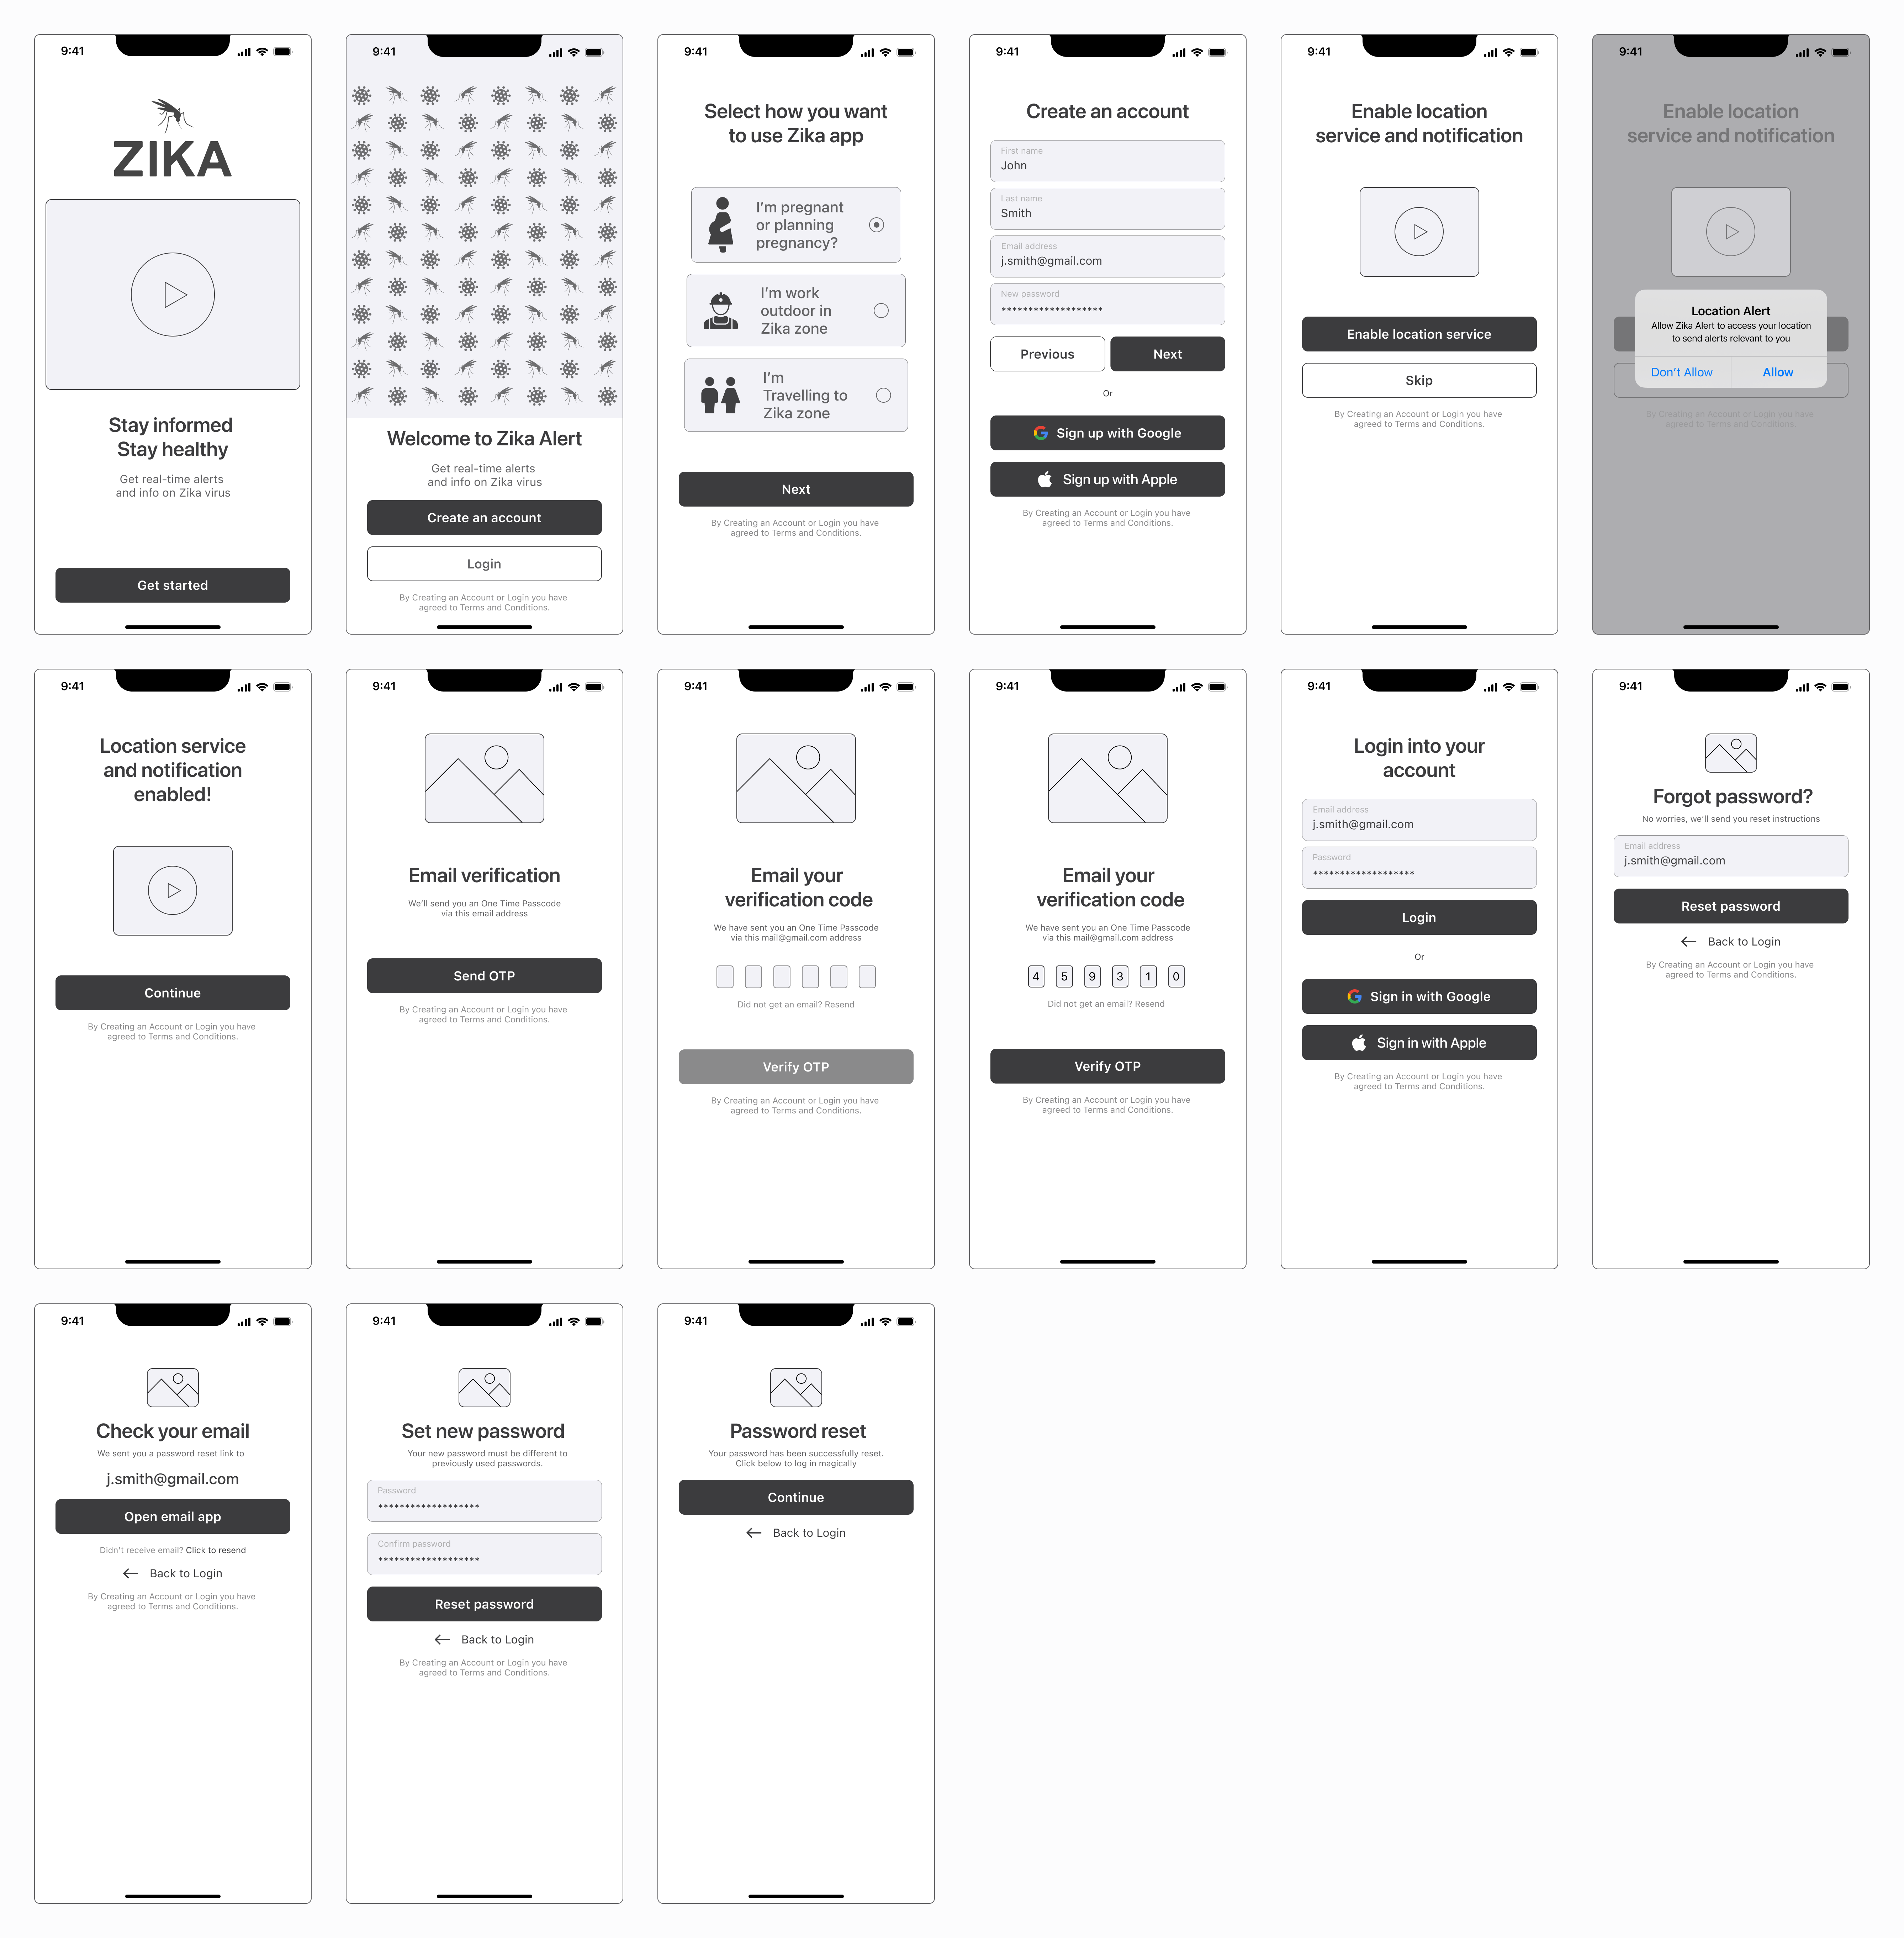 9:41
ZIKA
Stay informed
Stay healthy
Get real-time alerts
and info on Zika virus
Get started
9:41
Welcome to Zika Alert
Get real-time alerts
and info on Zika virus
Create an account
Login
By Creating an Account or Login you have
agreed to Terms and Conditions.
9:41
Select how you want
to use Zika app
I'm pregnant
or planning
pregnancy?
I'm work
outdoor in
Zika zone
I'm
Travelling to
Zika zone
Next
By Creating an Account or Login you have
agreed to Terms and Conditions.
9:41
Create an account
First name
John
Last name
Smith
Email address
j.smith@gmail.com
New password
*******************
Previous
Next
Or
Sign up with Google
Sign up with Apple
By Creating an Account or Login you have
agreed to Terms and Conditions.
9:41
Enable location
service and notification
Enable location service
Skip
By Creating an Account or Login you have
agreed to Terms and Conditions.
9:41
Enable location
service and notification
Location Alert
Allow Zika Alert to access your location
to send alerts relevant to you
Don't Allow
Allow
By Creating an Account or Login you have
agreed to Terms and Conditions.
9:41
Location service
and notification
enabled!
Continue
By Creating an Account or Login you have
agreed to Terms and Conditions.
9:41
Email verification
We'll send you an One Time Passcode
via this email address
Send OTP
By Creating an Account or Login you have
agreed to Terms and Conditions.
9:41
Email your
verification code
We have sent you an One Time Passcode
via this mail@gmail.com address
Did not get an email? Resend
Verify OTP
By Creating an Account or Login you have
agreed to Terms and Conditions.
9:41
Email your
verification code
We have sent you an One Time Passcode
via this mail@gmail.com address
4 5 9 3 1 0
Did not get an email? Resend
Verify OTP
By Creating an Account or Login you have
agreed to Terms and Conditions.
9:41
Login into your
account
Email address
j.smith@gmail.com
Password
*******************
Login
Or
Sign in with Google
Sign in with Apple
By Creating an Account or Login you have
agreed to Terms and Conditions.
9:41
Forgot password?
No worries, we'll send you reset instructions
Email address
j.smith@gmail.com
Reset password
Back to Login
By Creating an Account or Login you have
agreed to Terms and Conditions.
9:41
Check your email
We sent you a password reset link to
j.smith@gmail.com
Open email app
Didn't receive email? Click to resend
Back to Login
By Creating an Account or Login you have
agreed to Terms and Conditions.
9:41
Set new password
Your new password must be different to
previously used passwords.
Password
*******************
Confirm password
*******************
Reset password
Back to Login
By Creating an Account or Login you have
agreed to Terms and Conditions.
9:41
Password reset
Your password has been successfully reset.
Click below to log in magically
Continue
Back to Login